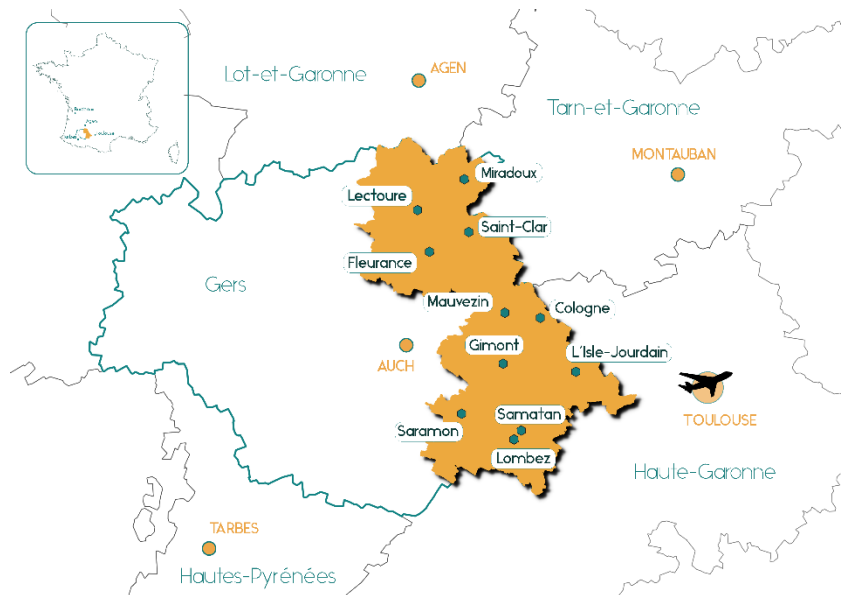 Lot-et-Garonne
AGEN
Tarn-et-Garonne
MONTAUBAN
Miradoux
Lectoure
Saint-Clar
Fleurance
Gers
Mauvezin
Cologne
Gimont
L'Isle-Jourdain
AUCH
Samatan
TOULOUSE
Saramon
Lombez
Haute-Garonne
TARBES
Hautes-Pyrénées